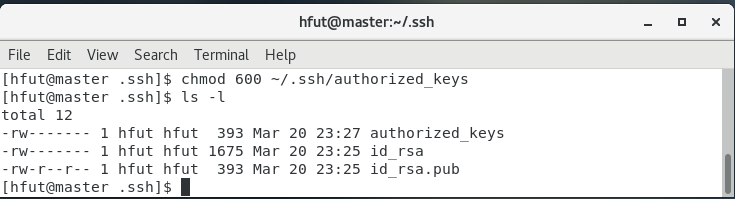 hfut@master:~/.ssh
File Edit View Search Terminal Help
[hfut@master .ssh]$ chmod 600 ~/.ssh/authorized_keys
[hfut@master .ssh]$ ls -l
total 12
-rw------- 1 hfut hfut  393 Mar 20 23:27 authorized_keys
-rw------- 1 hfut hfut 1675 Mar 20 23:25 id_rsa
-rw-r--r-- 1 hfut hfut  393 Mar 20 23:25 id_rsa.pub
[hfut@master .ssh]$